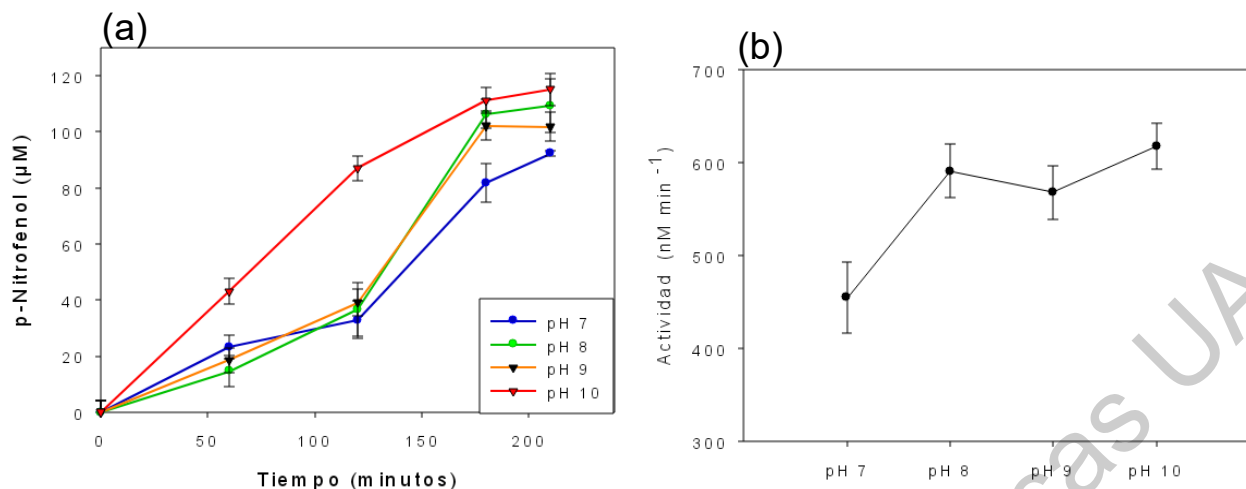 (a)
p-Nitrofenol (µM)
120
100
80
60
40
20
0
0 50 100 150 200
Tiempo (minutos)
pH 7
pH 8
pH 9
pH 10
(b)
Actividad (nM min -1)
700
600
500
400
300
pH 7 pH 8 pH 9 pH 10
cas UA